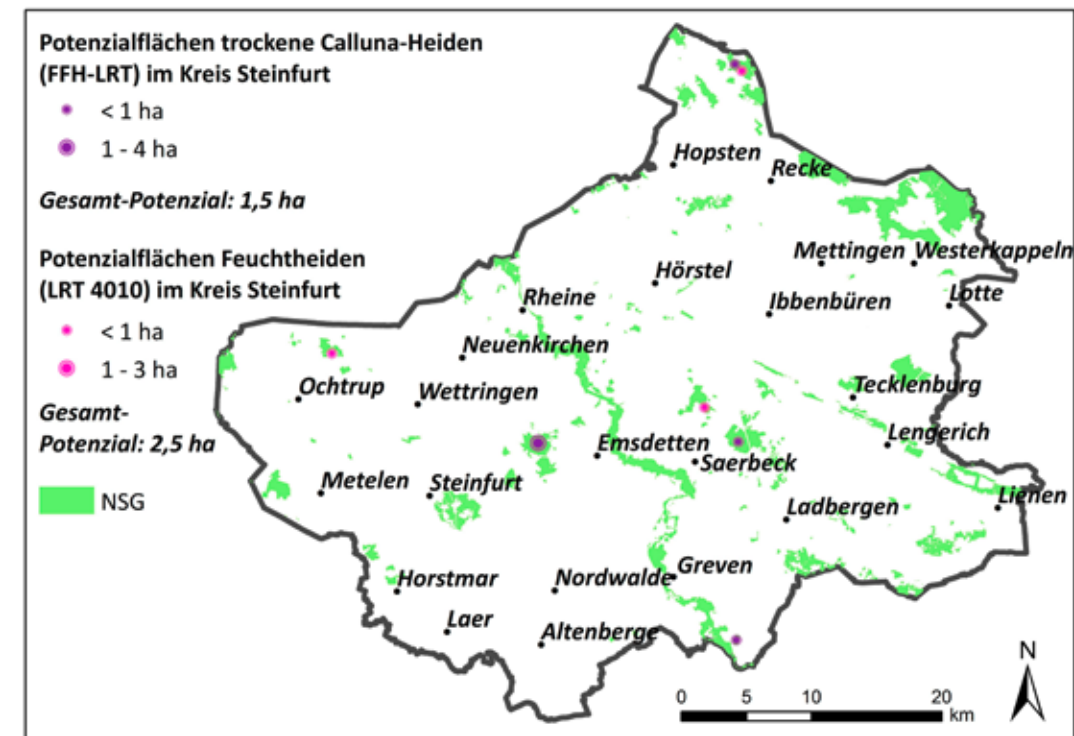 Potenzialflächen trockene Calluna-Heiden
(FFH-LRT) im Kreis Steinfurt
< 1 ha
1 - 4 ha
Gesamt-Potenzial: 1,5 ha
Potenzialflächen Feuchtheiden
(LRT 4010) im Kreis Steinfurt
< 1 ha
1 - 3 ha
Gesamt-
Potenzial: 2,5 ha
NSG
Hopsten
Recke
Mettingen
Westerkappeln
Hörstel
Rheine
Ibbenbüren
Lotte
Neuenkirchen
Ochtrup
Wettringen
Tecklenburg
Lengerich
Emsdetten
Saerbeck
Metelen
Steinfurt
Lienen
Ladbergen
Horstmar
Nordwalde
Greven
Laer
Altenberge
N
0 5 10 20
km